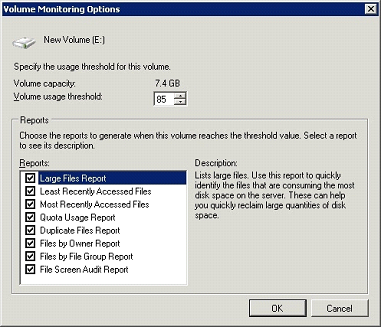 Volume Monitoring Options
New Volume (E:)
Specify the usage threshold for this volume.
Volume capacity: 7.4 GB
Volume usage threshold: 85
Reports
Choose the reports to generate when this volume reaches the threshold value. Select a report
to see its description.
Reports:
Large Files Report
Least Recently Accessed Files
Most Recently Accessed Files
Quota Usage Report
Duplicate Files Report
Files by Owner Report
Files by File Group Report
File Screen Audit Report
Description:
Lists large files. Use this report to quickly
identify the files that are consuming the most
disk space on the server. These can help
you quickly reclaim large quantities of disk
space.
OK
Cancel